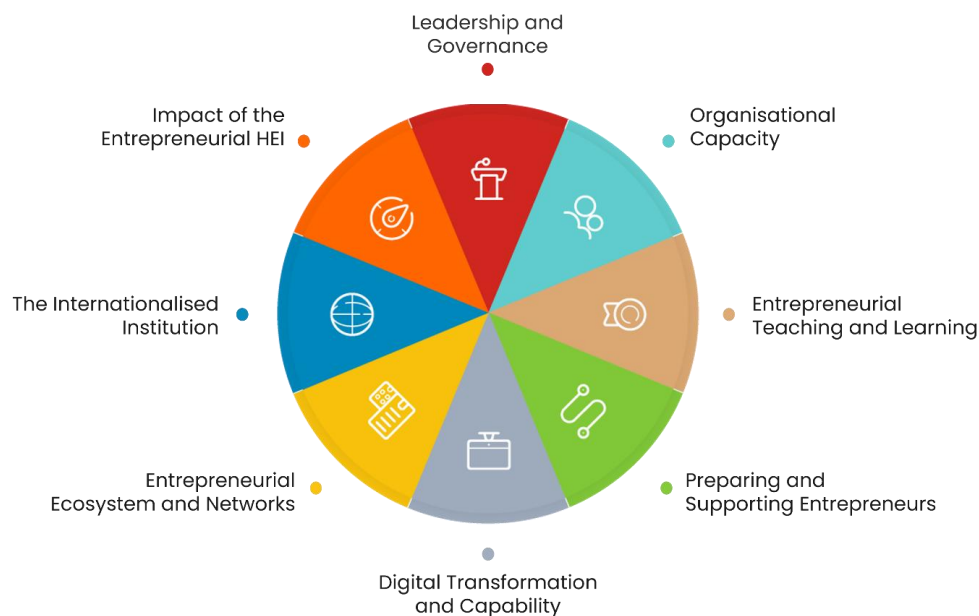 Leadership and
Governance
Impact of the
Entrepreneurial HEI
Organisational
Capacity
The Internationalised
Institution
Entrepreneurial
Teaching and Learning
Entrepreneurial
Ecosystem and Networks
Preparing and
Supporting Entrepreneurs
Digital Transformation
and Capability